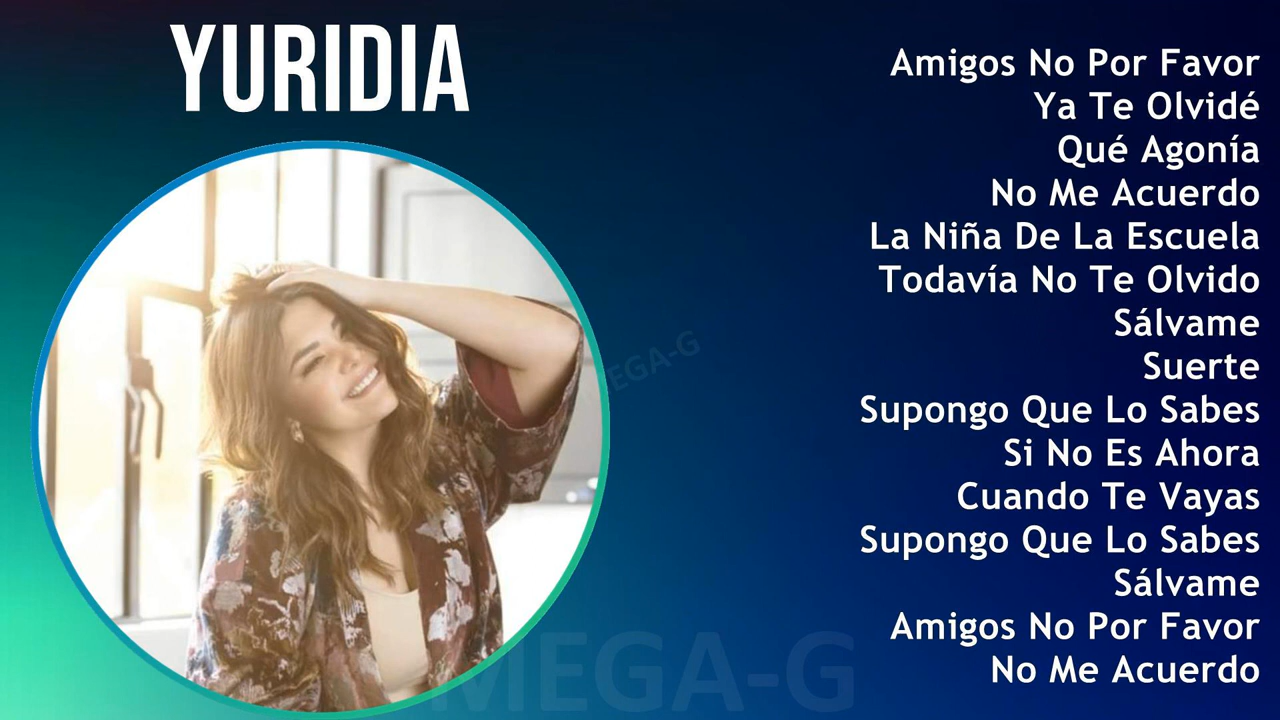 YURIDIA
Amigos No Por Favor
Ya Te Olvidé
Qué Agonía
No Me Acuerdo
La Niña De La Escuela
Todavía No Te Olvido
Sálvame
Suerte
Supongo Que Lo Sabes
Si No Es Ahora
Cuando Te Vayas
Supongo Que Lo Sabes
Sálvame
Amigos No Por Favor
No Me Acuerdo
MEGA-G
MEGA-G